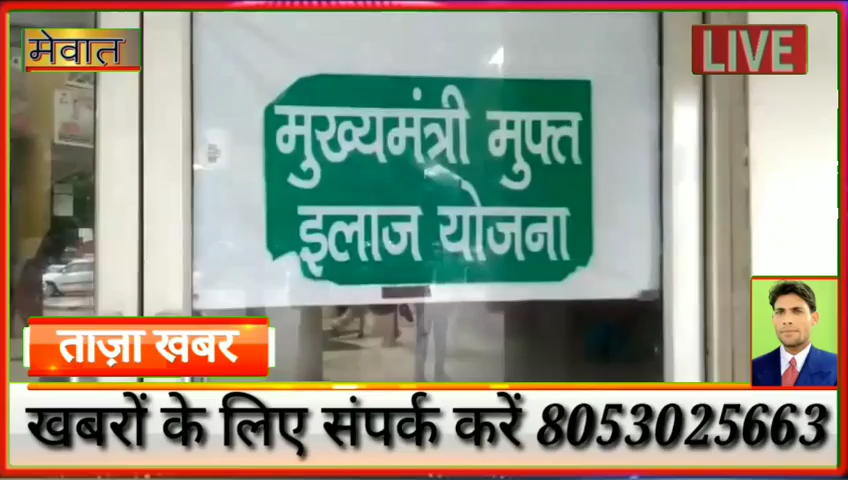 मेवात
LIVE
मुख्यमंत्री मुफ्त
इलाज योजना
ताज़ा खबर
खबरों के लिए संपर्क करें 8053025663